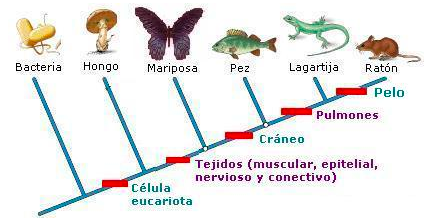 Bacteria
Hongo
Mariposa
Pez
Lagartija
Ratón
Pelo
Pulmones
Cráneo
Tejidos (muscular, epitelial,
nervioso y conectivo)
Célula
eucariota